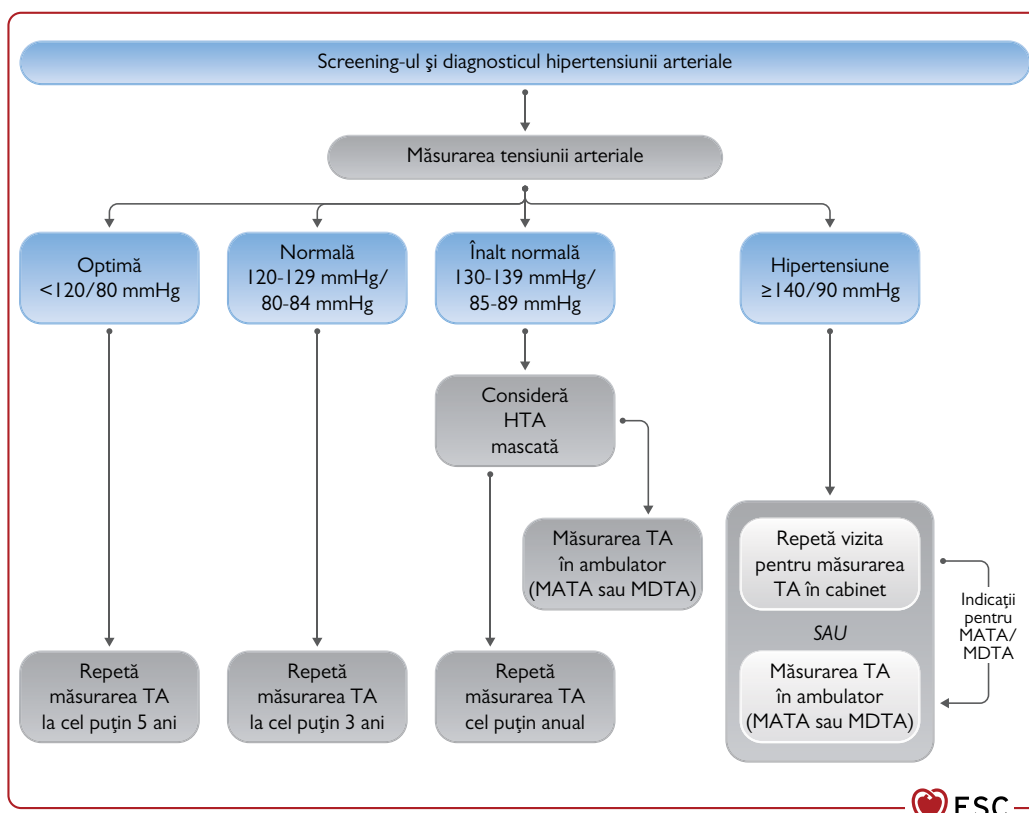 Screening-ul şi diagnosticul hipertensiunii arteriale
Măsurarea tensiunii arteriale
Optimă
<120/80 mmHg
Normală
120-129 mmHg/
80-84 mmHg
Înalt normală
130-139 mmHg/
85-89 mmHg
Hipertensiune
≥140/90 mmHg
Consideră
HTA
mascată
Măsurarea TA
în ambulator
(MATA sau MDTA)
Repetă vizita
pentru măsurarea
TA în cabinet
SAU
Măsurarea TA
în ambulator
(MATA sau MDTA)
Indicaţii
pentru
MATA/
MDTA
Repetă
măsurarea TA
la cel puţin 5 ani
Repetă
măsurarea TA
la cel puţin 3 ani
Repetă
măsurarea TA
cel puţin anual
ESC